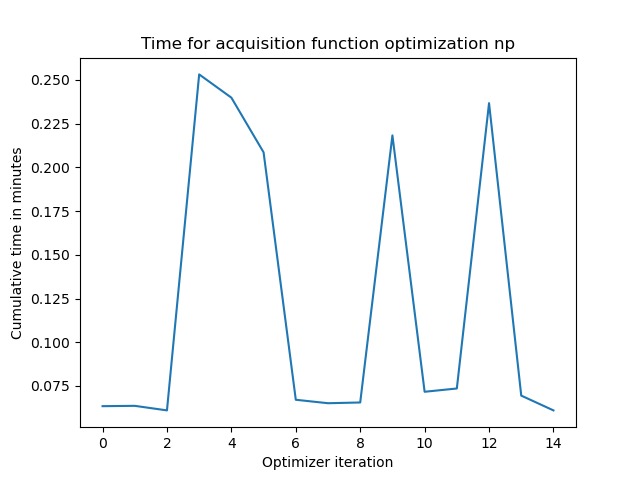 Time for acquisition function optimization np
Cumulative time in minutes
0.250
0.225
0.200
0.175
0.150
0.125
0.100
0.075
0 2 4 6 8 10 12 14
Optimizer iteration